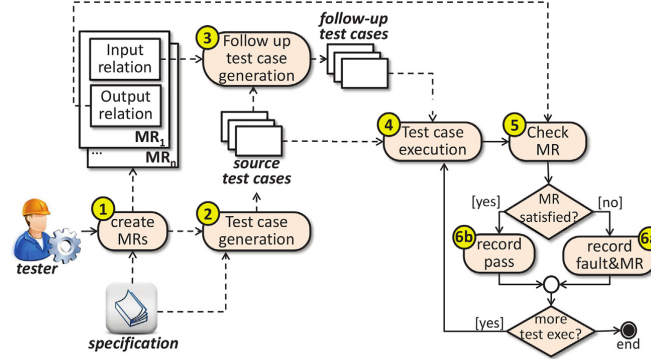 follow-up
test cases
3
Follow up
test case
generation
Input
relation
Output
relation
MR1
...
MRn
source
test cases
4
Test case
execution
5
Check
MR
1
create
MRs
2
Test case
generation
tester
specification
MR
satisfied?
[yes]
[no]
6b
record
pass
6a
record
fault&MR
more
test exec?
[yes]
end